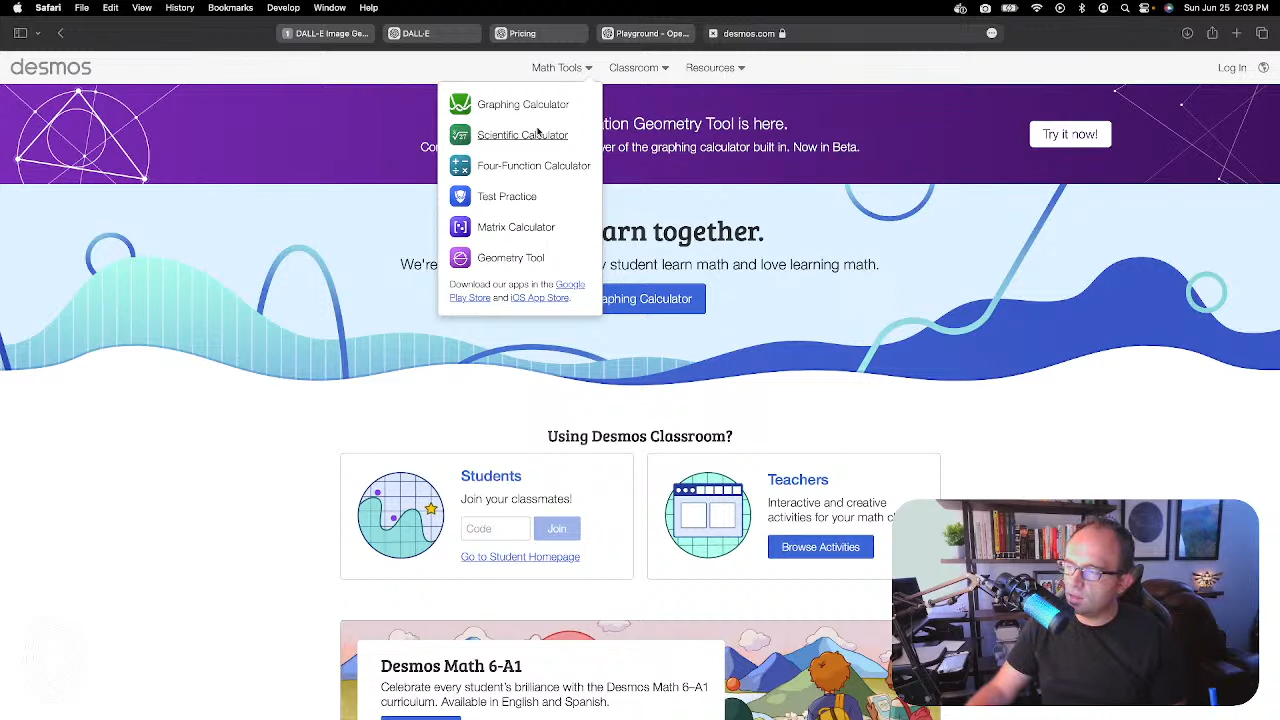 Safari File Edit View History Bookmarks Develop Window Help Sun Jun 25 2:03 PM
1 DALL-E Image Ge... DALL-E Pricing Playground - Ope... desmos.com
desmos Math Tools Classroom Resources Log In
Graphing Calculator
Scientific Calculator
Four-Function Calculator
Test Practice
Matrix Calculator
Geometry Tool
Download our apps in the Google
Play Store and iOS App Store.
Geometry Tool is here.
of the graphing calculator built in. Now in Beta.
Try it now!
together.
We're student learn math and love learning math.
Calculator
Using Desmos Classroom?
Students
Join your classmates!
Code Join
Go to Student Homepage
Teachers
Interactive and creative
activities for your math
Browse Activities
Desmos Math 6-A1
Celebrate every student's brilliance with the Desmos Math 6–A1
curriculum. Available in English and Spanish.